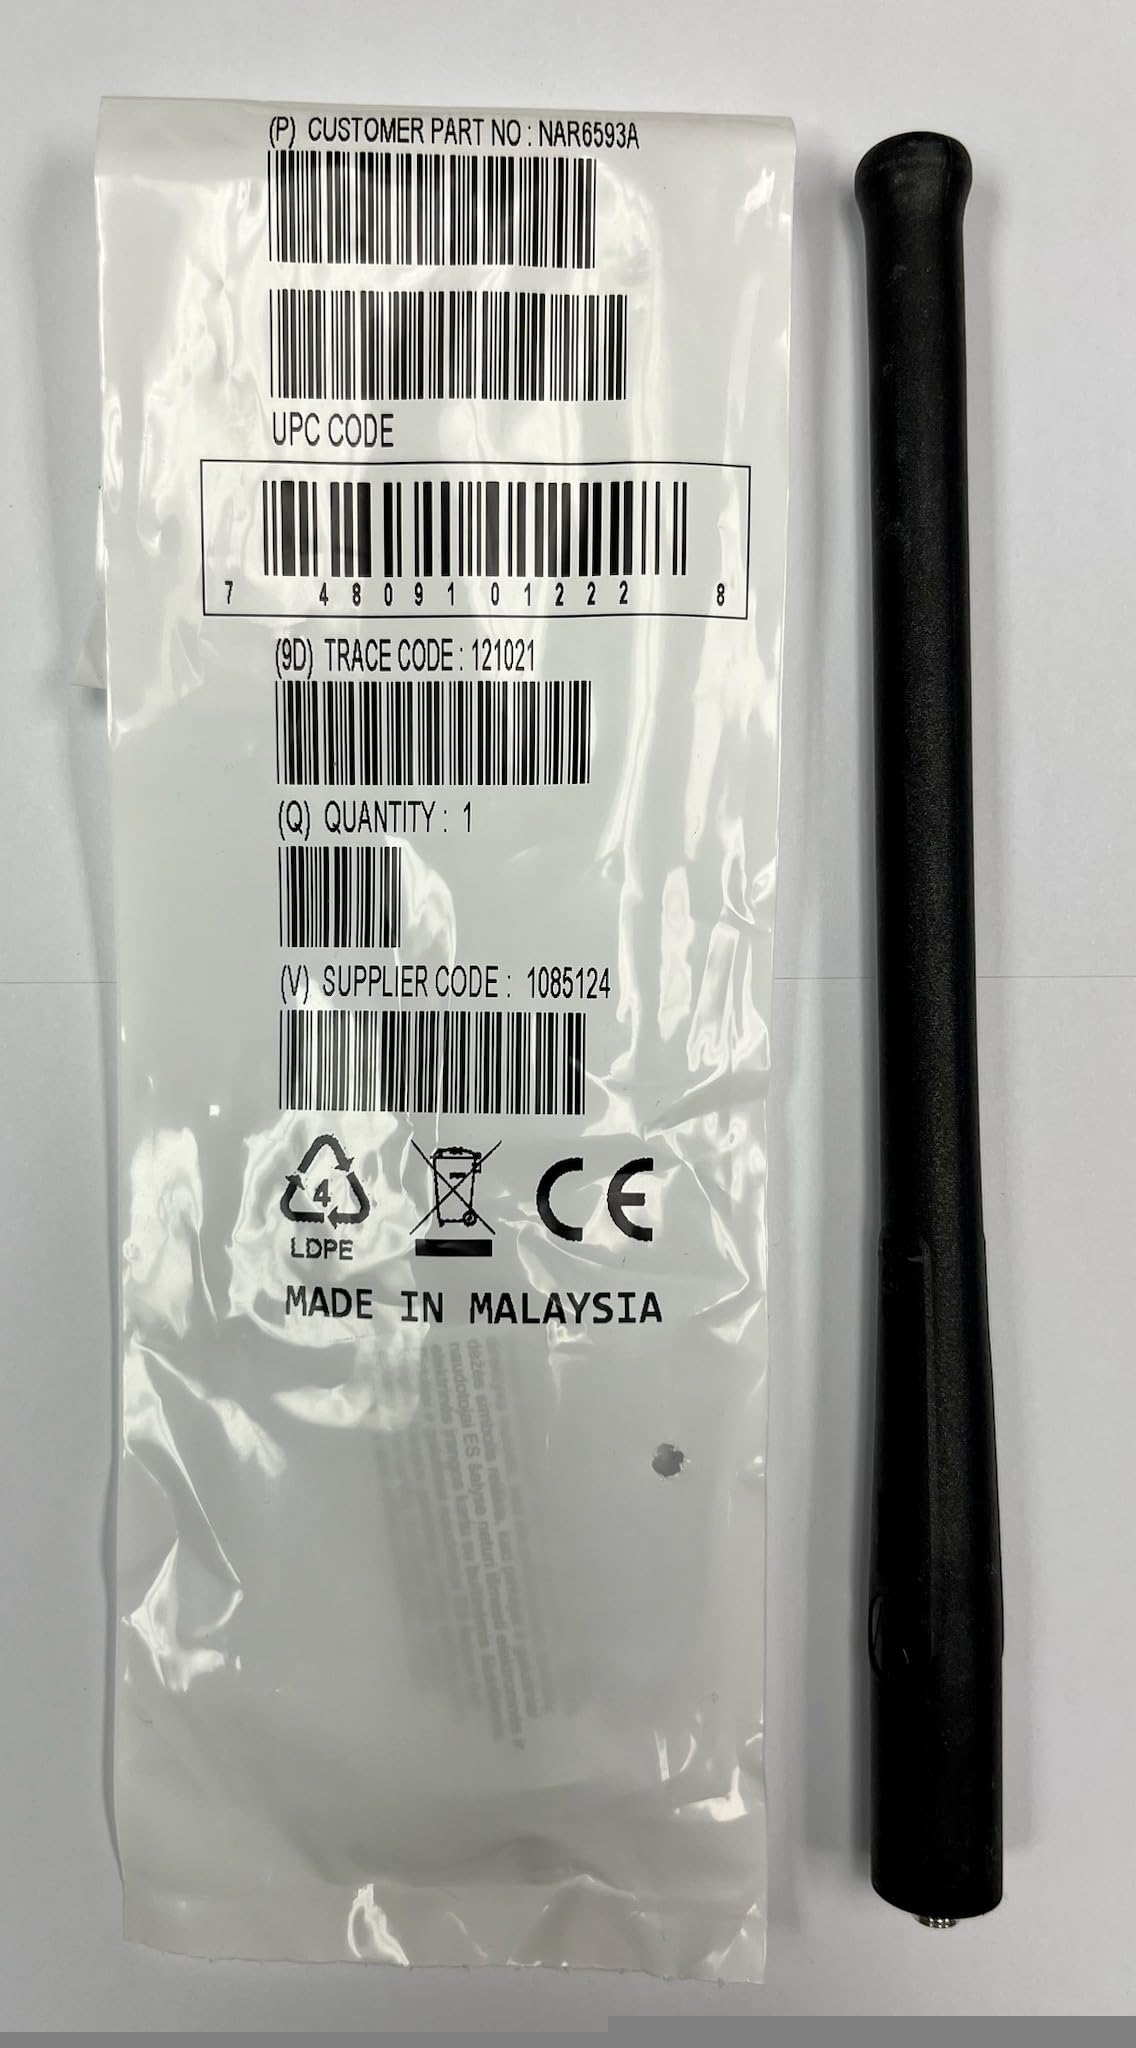 (P) CUSTOMER PART NO : NAR6593A
UPC CODE
7 48091 01222 8
(9D) TRACE CODE : 121021
(Q) QUANTITY : 1
(V) SUPPLIER CODE : 1085124
4
LDPE
CE
MADE IN MALAYSIA